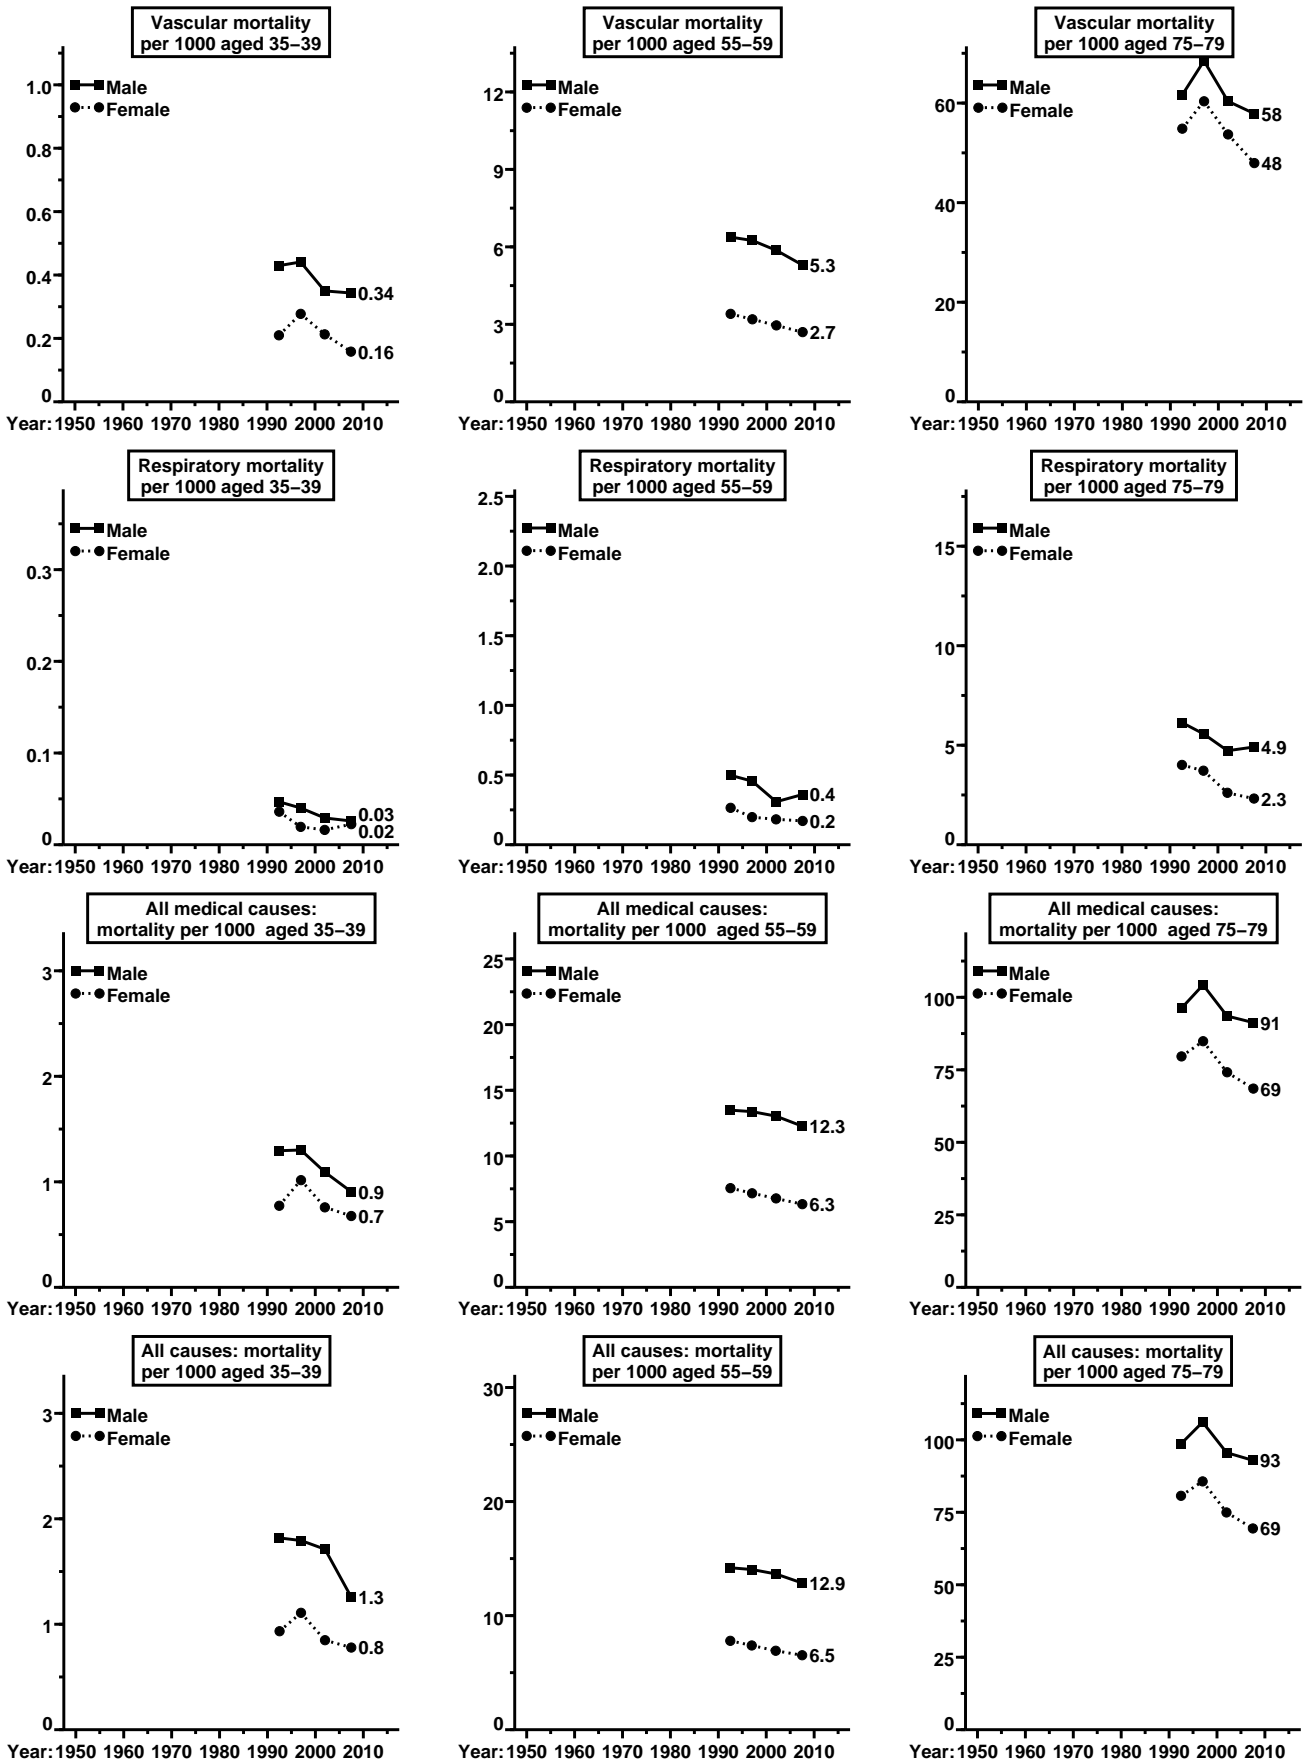 Vascular mortality
per 1000 aged 35–39
1.0
0.8
0.6
0.4
0.2
0
Male
Female
0.34
0.16
Year: 1950 1960 1970 1980 1990 2000 2010
Vascular mortality
per 1000 aged 55–59
12
9
6
3
0
Male
Female
5.3
2.7
Year: 1950 1960 1970 1980 1990 2000 2010
Vascular mortality
per 1000 aged 75–79
60
40
20
0
Male
Female
58
48
Year: 1950 1960 1970 1980 1990 2000 2010
Respiratory mortality
per 1000 aged 35–39
0.3
0.2
0.1
0
Male
Female
0.03
0.02
Year: 1950 1960 1970 1980 1990 2000 2010
Respiratory mortality
per 1000 aged 55–59
2.5
2.0
1.5
1.0
0.5
0
Male
Female
0.4
0.2
Year: 1950 1960 1970 1980 1990 2000 2010
Respiratory mortality
per 1000 aged 75–79
15
10
5
0
Male
Female
4.9
2.3
Year: 1950 1960 1970 1980 1990 2000 2010
All medical causes:
mortality per 1000 aged 35–39
3
2
1
0
Male
Female
0.9
0.7
Year: 1950 1960 1970 1980 1990 2000 2010
All medical causes:
mortality per 1000 aged 55–59
25
20
15
10
5
0
Male
Female
12.3
6.3
Year: 1950 1960 1970 1980 1990 2000 2010
All medical causes:
mortality per 1000 aged 75–79
100
75
50
25
0
Male
Female
91
69
Year: 1950 1960 1970 1980 1990 2000 2010
All causes: mortality
per 1000 aged 35–39
3
2
1
0
Male
Female
1.3
0.8
Year: 1950 1960 1970 1980 1990 2000 2010
All causes: mortality
per 1000 aged 55–59
30
20
10
0
Male
Female
12.9
6.5
Year: 1950 1960 1970 1980 1990 2000 2010
All causes: mortality
per 1000 aged 75–79
100
75
50
25
0
Male
Female
93
69
Year: 1950 1960 1970 1980 1990 2000 2010